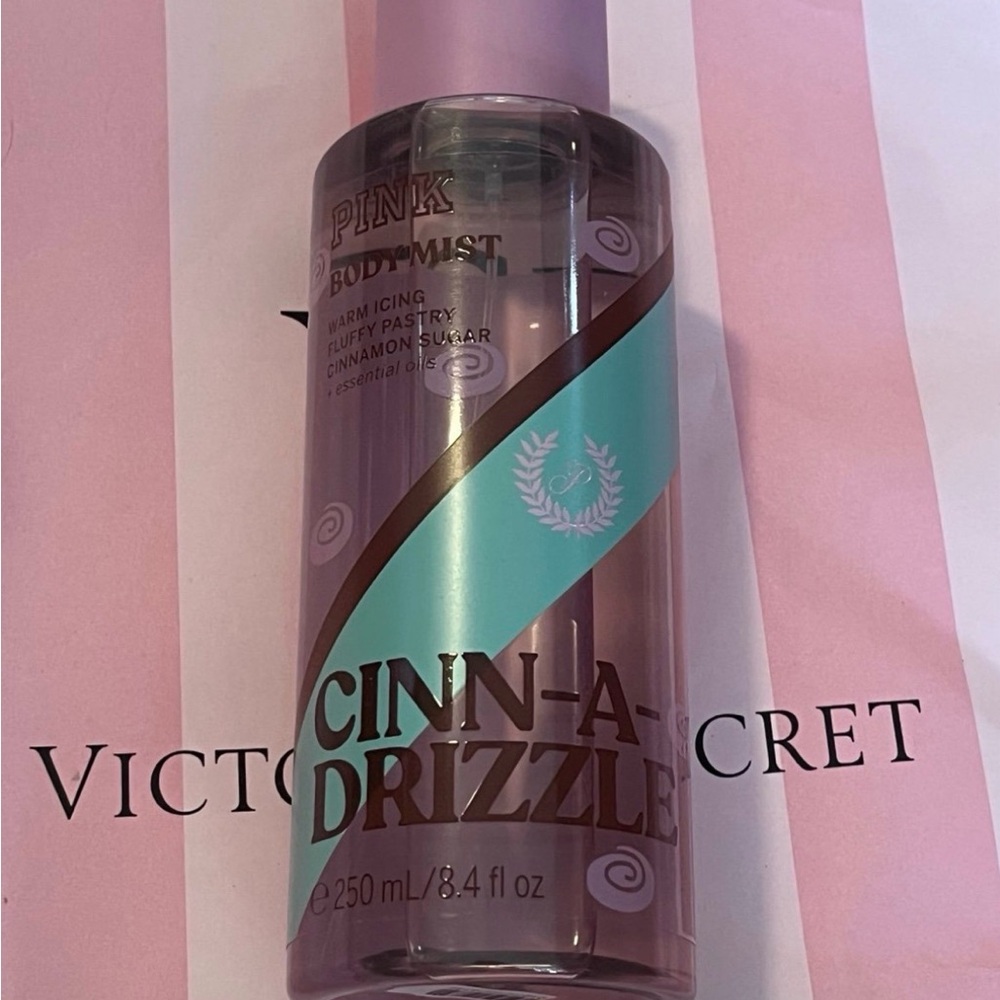 PINK
BODY MIST
WARM ICING
FLUFFY PASTRY
CINNAMON SUGAR
+ essential oils
CINN-A-
DRIZZLE
e 250 mL/8.4 fl oz
VICTO
CRET